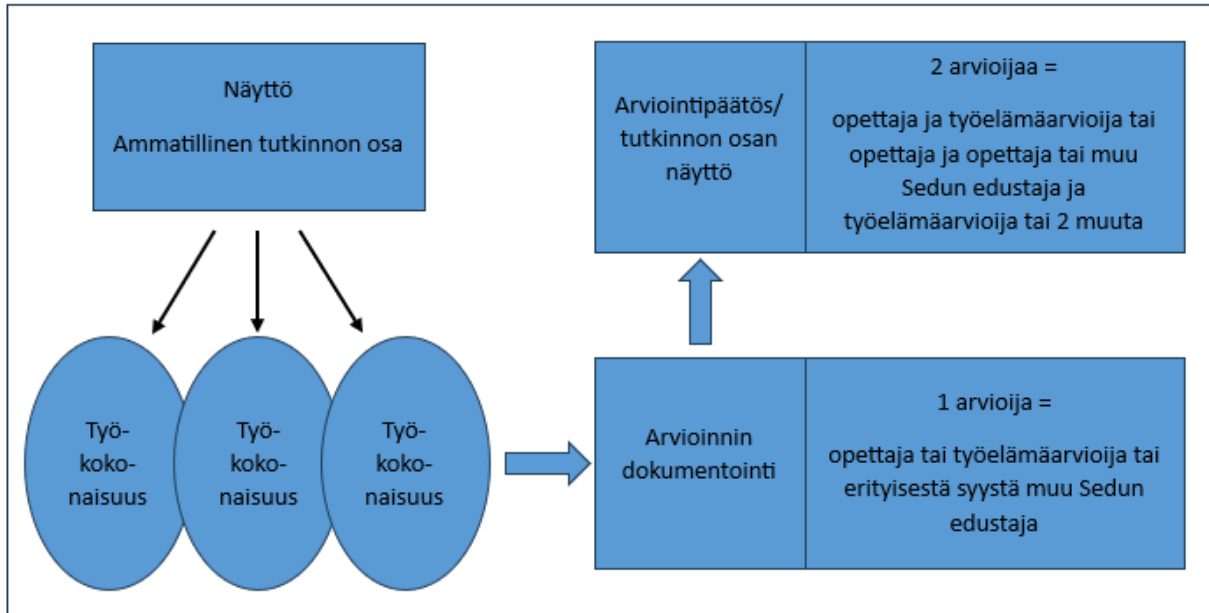 Näyttö
Ammatillinen tutkinnon osa
Työ-
koko-
naisuus
Työ-
koko-
naisuus
Työ-
koko-
naisuus
Arvioinnin
dokumentointi
1 arvioija =
opettaja tai työelämäarvioija tai
erityisestä syystä muu Sedun
edustaja
Arviointipäätös/
tutkinnon osan
näyttö
2 arvioijaa =
opettaja ja työelämäarvioija tai
opettaja ja opettaja tai muu
Sedun edustaja ja
työelämäarvioija tai 2 muuta